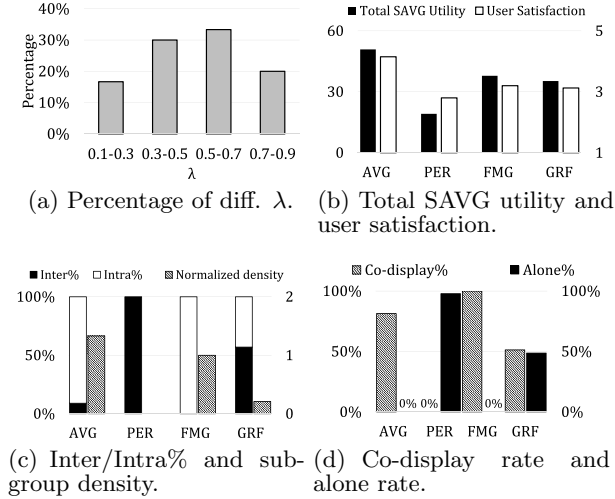 40%
30%
20%
10%
0%
Percentage
0.1-0.3 0.3-0.5 0.5-0.7 0.7-0.9
λ
(a) Percentage of diff. λ.
Total SAVG Utility User Satisfaction
60
30
0
5
3
1
AVG PER FMG GRF
(b) Total SAVG utility and
user satisfaction.
Inter% Intra% Normalized density
100%
50%
0%
2
1
0
AVG PER FMG GRF
(c) Inter/Intra% and sub-
group density.
Co-display% Alone%
100%
50%
0%
100%
50%
0%
0% 0% 0%
AVG PER FMG GRF
(d) Co-display rate and
alone rate.